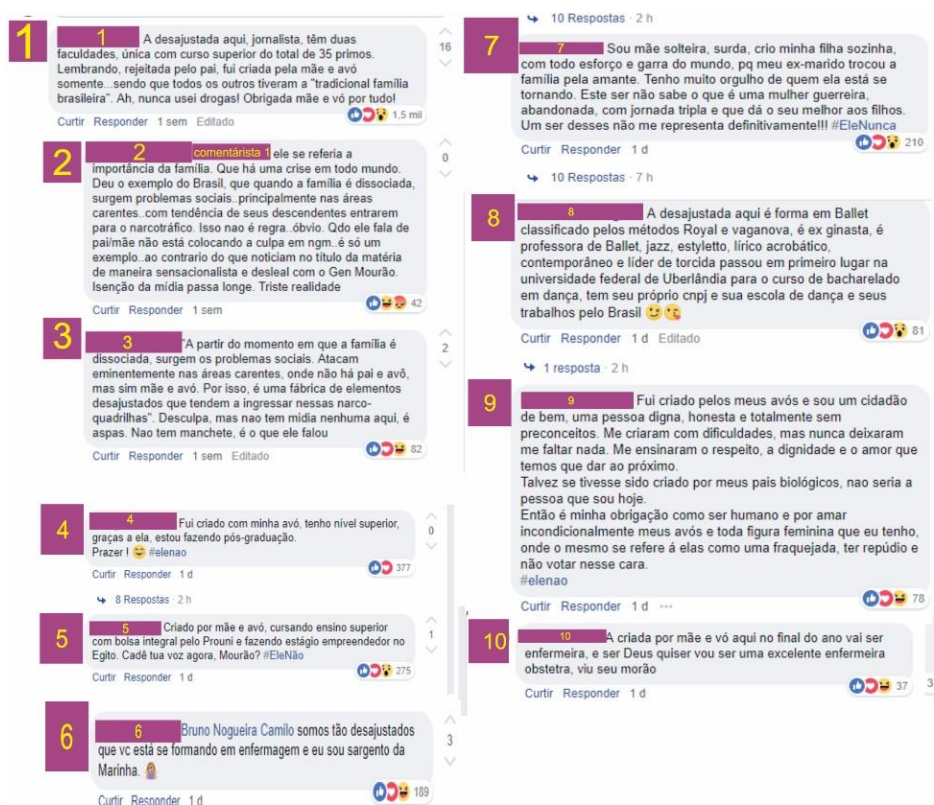 1
1 A desajustada aqui, jornalista, têm duas
faculdades, única com curso superior do total de 35 primos.
Lembrando, rejeitada pelo pai, fui criada pela mãe e avó
somente...sendo que todos os outros tiveram a "tradicional família
brasileira". Ah, nunca usei drogas! Obrigada mãe e vó por tudo!
16
Curtir Responder 1 sem Editado
1,5 mil
2
2 comentárista 1 ele se referia a
importância da família. Que há uma crise em todo mundo.
Deu o exemplo do Brasil, que quando a família é dissociada,
surgem problemas sociais..principalmente nas áreas
carentes..com tendência de seus descendentes entrarem
para o narcotráfico. Isso nao é regra..óbvio. Qdo ele fala de
pai/mãe não está colocando a culpa em ngm..é só um
exemplo..ao contrario do que noticiam no título da matéria
de maneira sensacionalista e desleal com o Gen Mourão.
Isenção da mídia passa longe. Triste realidade
0
Curtir Responder 1 sem
42
3
3 "A partir do momento em que a família é
dissociada, surgem os problemas sociais. Atacam
eminentemente nas áreas carentes, onde não há pai e avô,
mas sim mãe e avó. Por isso, é uma fábrica de elementos
desajustados que tendem a ingressar nessas narco-
quadrilhas". Desculpa, mas nao tem midia nenhuma aqui, é
aspas. Nao tem manchete, é o que ele falou
2
Curtir Responder 1 sem Editado
82
4
4 Fui criado com minha avó, tenho nível superior,
graças a ela, estou fazendo pós-graduação.
Prazer ! 😊 #elenao
0
Curtir Responder 1 d
377
8 Respostas · 2 h
5
5 Criado por mãe e avó, cursando ensino superior
com bolsa integral pelo Prouni e fazendo estágio empreendedor no
Egito. Cadê tua voz agora, Mourão? #EleNão
1
Curtir Responder 1 d
275
6
6 Bruno Nogueira Camilo somos tão desajustados
que vc está se formando em enfermagem e eu sou sargento da
Marinha.
3
Curtir Responder 1 d
189
10 Respostas · 2 h
7
7 Sou mãe solteira, surda, crio minha filha sozinha,
com todo esforço e garra do mundo, pq meu ex-marido trocou a
família pela amante. Tenho muito orgulho de quem ela está se
tornando. Este ser não sabe o que é uma mulher guerreira,
abandonada, com jornada tripla e que dá o seu melhor aos filhos.
Um ser desses não me representa definitivamente!!! #EleNunca
Curtir Responder 1 d
210
10 Respostas · 7 h
8
8 A desajustada aqui é forma em Ballet
classificado pelos métodos Royal e vaganova, é ex ginasta, é
professora de Ballet, jazz, estyletto, lírico acrobático,
contemporâneo e líder de torcida passou em primeiro lugar na
universidade federal de Uberlândia para o curso de bacharelado
em dança, tem seu próprio cnpj e sua escola de dança e seus
trabalhos pelo Brasil 😉😘
Curtir Responder 1 d Editado
81
1 resposta · 2 h
9
9 Fui criado pelos meus avós e sou um cidadão
de bem, uma pessoa digna, honesta e totalmente sem
preconceitos. Me criaram com dificuldades, mas nunca deixaram
me faltar nada. Me ensinaram o respeito, a dignidade e o amor que
temos que dar ao próximo.
Talvez se tivesse sido criado por meus pais biológicos, nao seria a
pessoa que sou hoje.
Então é minha obrigação como ser humano e por amar
incondicionalmente meus avós e toda figura feminina que eu tenho,
onde o mesmo se refere á elas como uma fraquejada, ter repúdio e
não votar nesse cara.
#elenao
Curtir Responder 1 d ···
78
10
10 A criada por mãe e vó aqui no final do ano vai ser
enfermeira, e ser Deus quiser vou ser uma excelente enfermeira
obstetra, viu seu morão
Curtir Responder 1 d
37
3